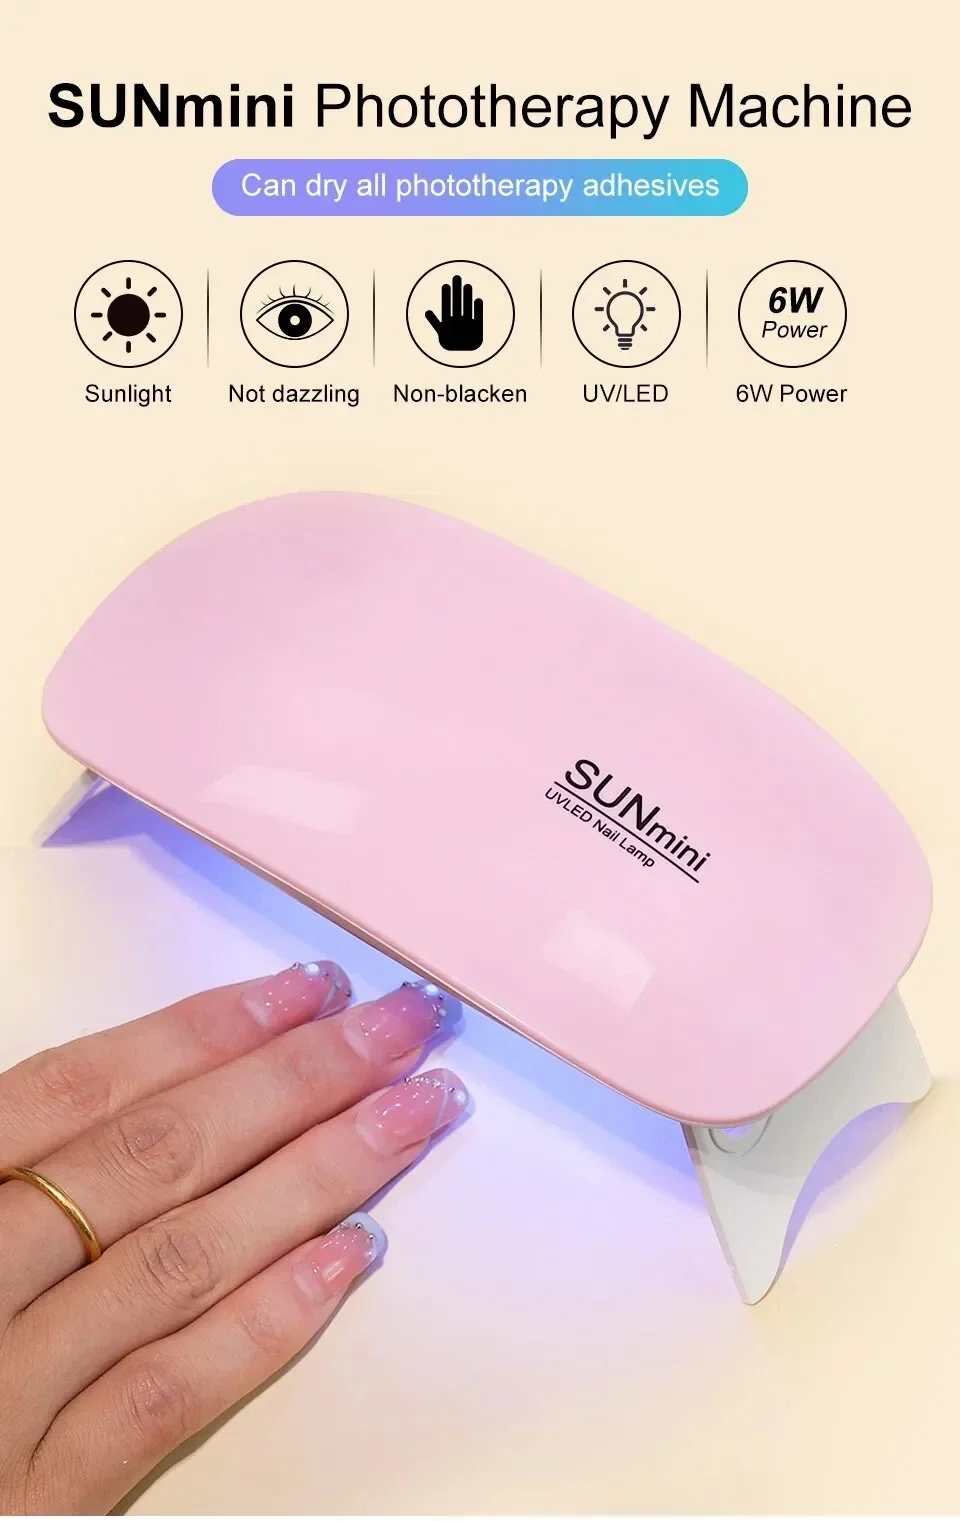 SUNmini Phototherapy Machine
Can dry all phototherapy adhesives
6W
Power
Sunlight
Not dazzling
Non-blacken
UV/LED
6W Power
SUNmini
UVLED Nail Lamp